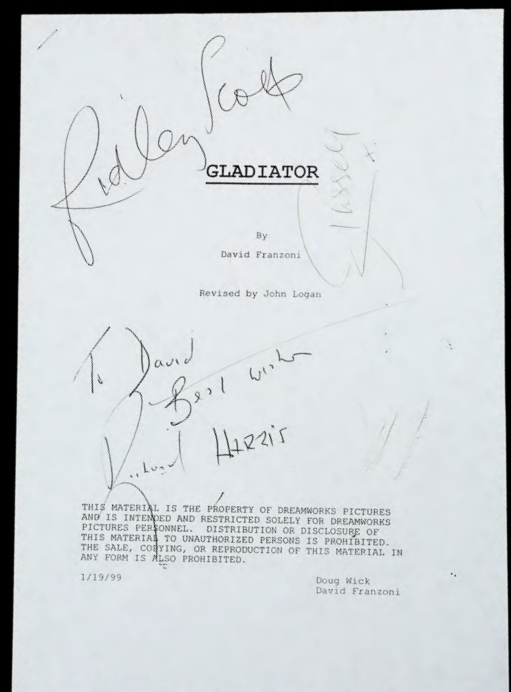 Ridley Scott
Russell x
GLADIATOR
By
David Franzoni
Revised by John Logan
To David
Best wishes
Richard HARRIS
THIS MATERIAL IS THE PROPERTY OF DREAMWORKS PICTURES
AND IS INTENDED AND RESTRICTED SOLELY FOR DREAMWORKS
PICTURES PERSONNEL. DISTRIBUTION OR DISCLOSURE OF
THIS MATERIAL TO UNAUTHORIZED PERSONS IS PROHIBITED.
THE SALE, COPYING, OR REPRODUCTION OF THIS MATERIAL IN
ANY FORM IS ALSO PROHIBITED.
1/19/99
Doug Wick
David Franzoni